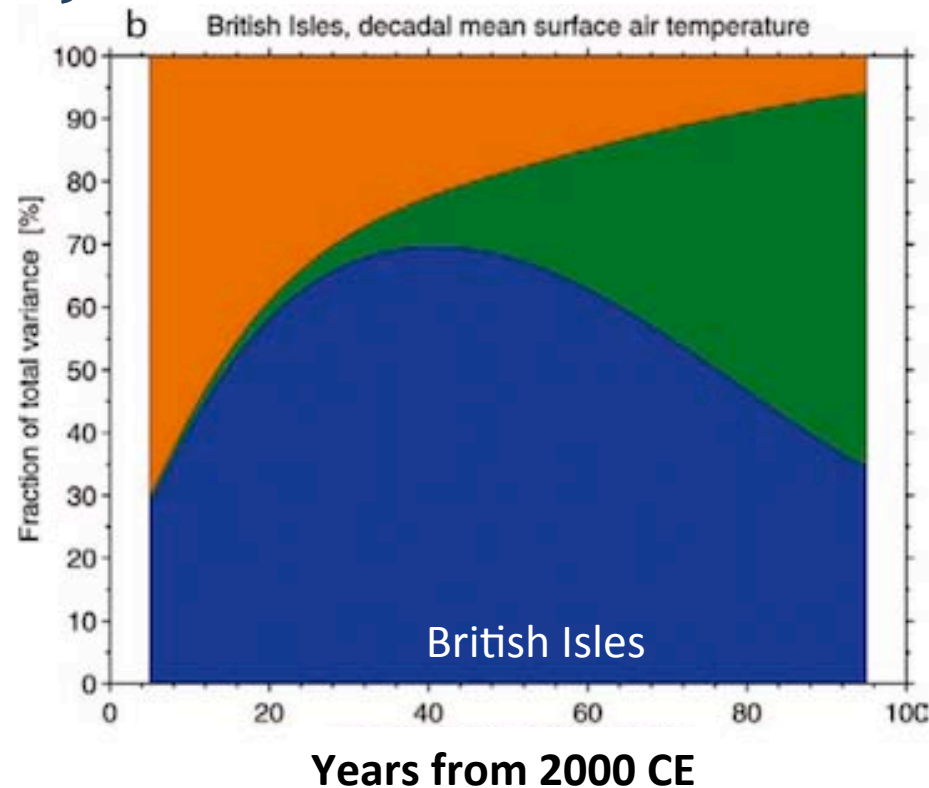 b British Isles, decadal mean surface air temperature
Fraction of total variance [%]
100
90
80
70
60
50
40
30
20
10
0
British Isles
0 20 40 60 80 100
Years from 2000 CE